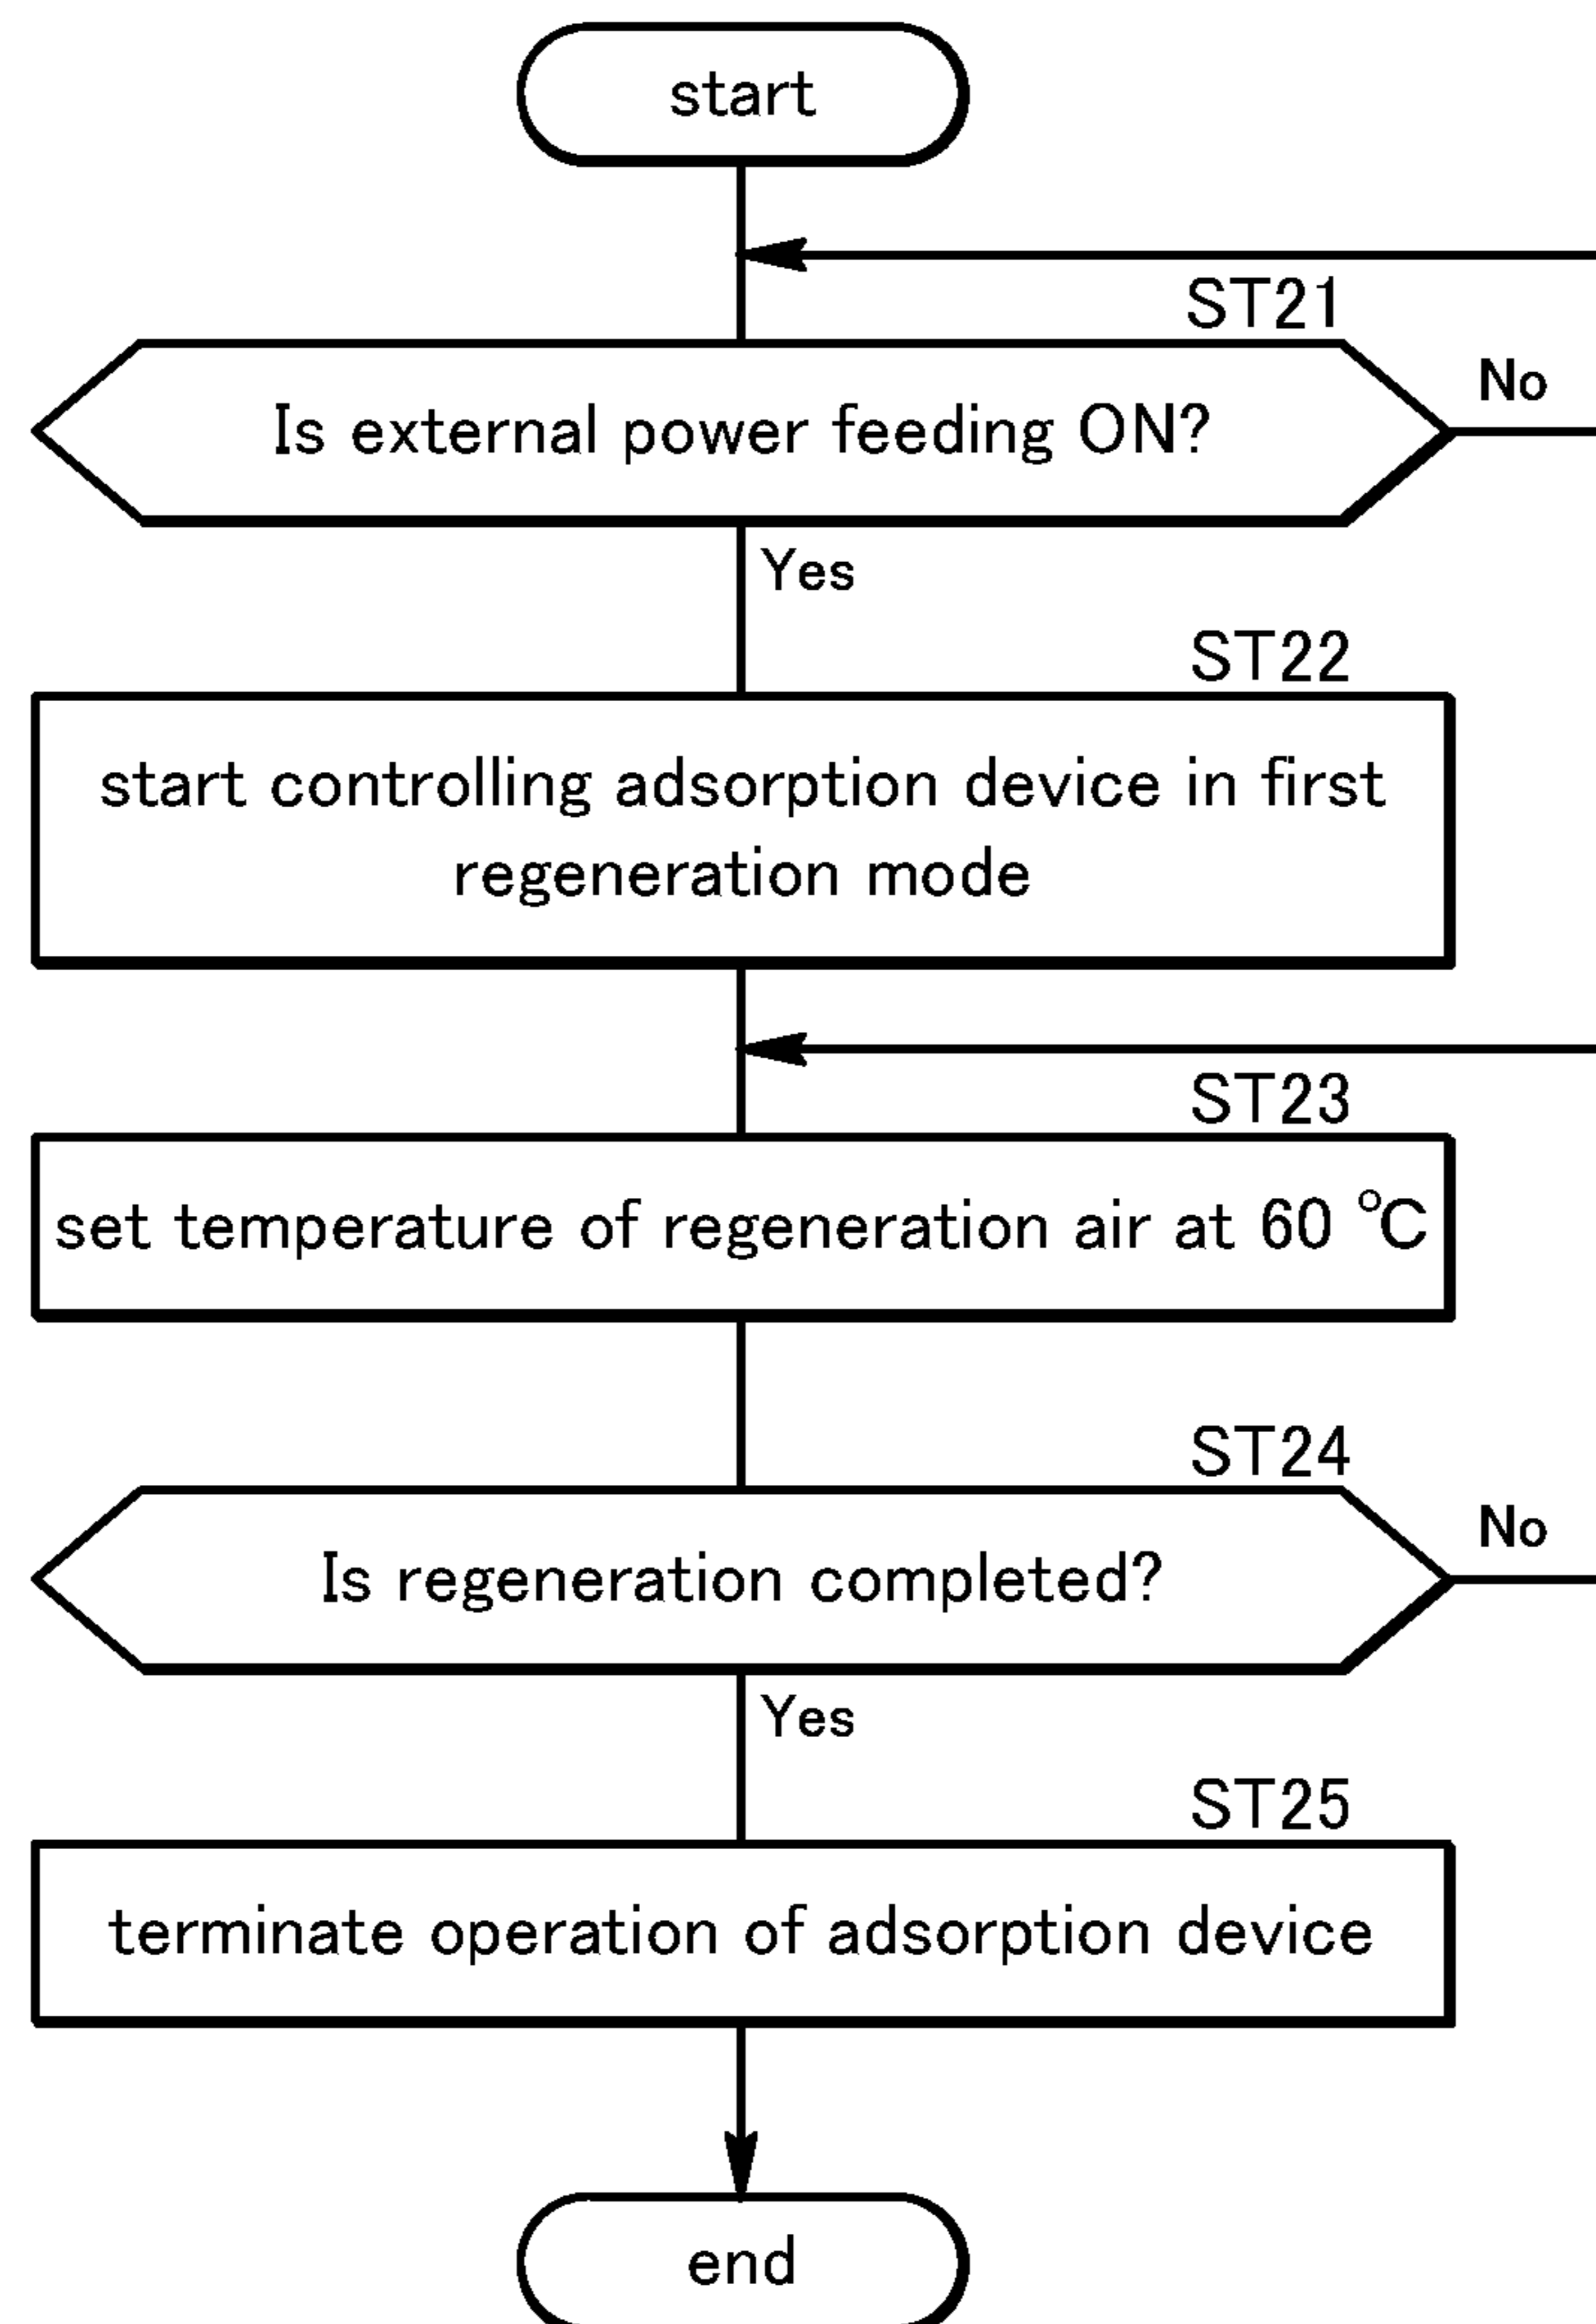 start
ST21
Is external power feeding ON?
No
Yes
ST22
start controlling adsorption device in first
regeneration mode
ST23
set temperature of regeneration air at 60 ℃
ST24
Is regeneration completed?
No
Yes
ST25
terminate operation of adsorption device
end